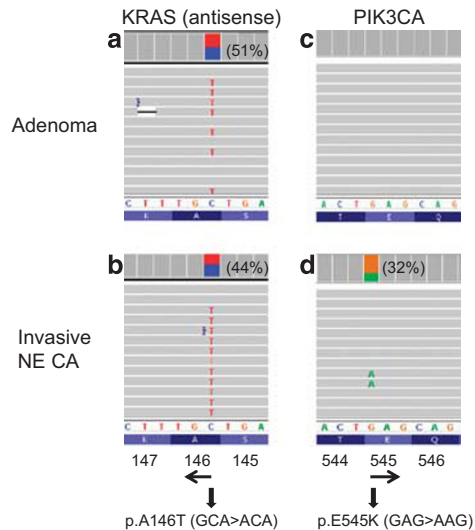 KRAS (antisense) PIK3CA
a (51%) c
Adenoma
T
T
T
T
T
T
T
C T T T G C T G A A C T G A G C A G
K A S T E Q
b (44%) d (32%)
Invasive
NE CA
T
T
T
T
T
T
T A
T A
T
T
T
C T T T G C T G A A C T G A G C A G
K A S T E Q
147 146 145 544 545 546
p.A146T (GCA>ACA) p.E545K (GAG>AAG)